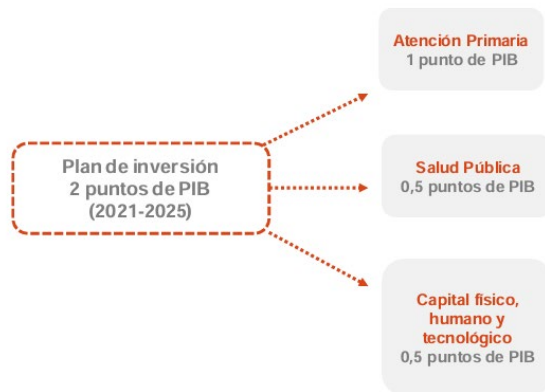 Atención Primaria
1 punto de PIB
Plan de inversión
2 puntos de PIB
(2021-2025)
Salud Pública
0,5 puntos de PIB
Capital físico,
humano y
tecnológico
0,5 puntos de PIB